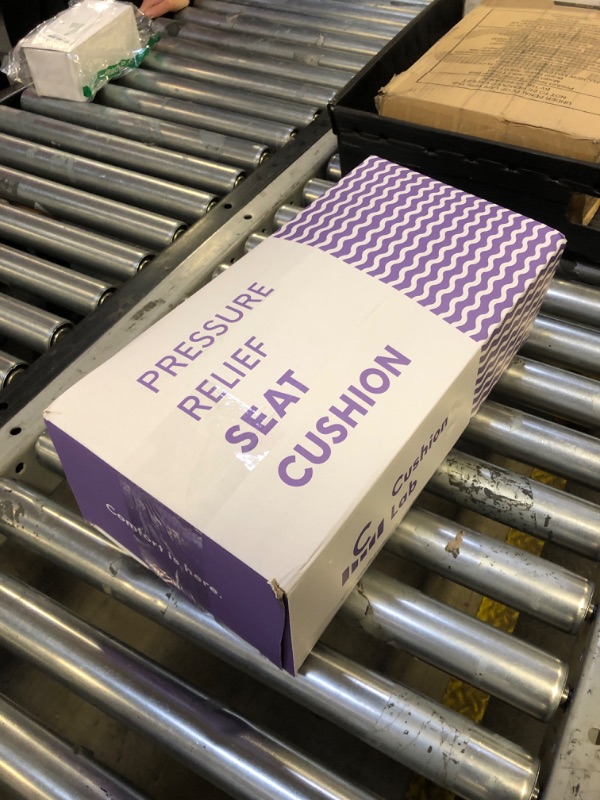 PRESSURE
RELIEF
SEAT
CUSHION
Cushion
Lab
Comfort is here.